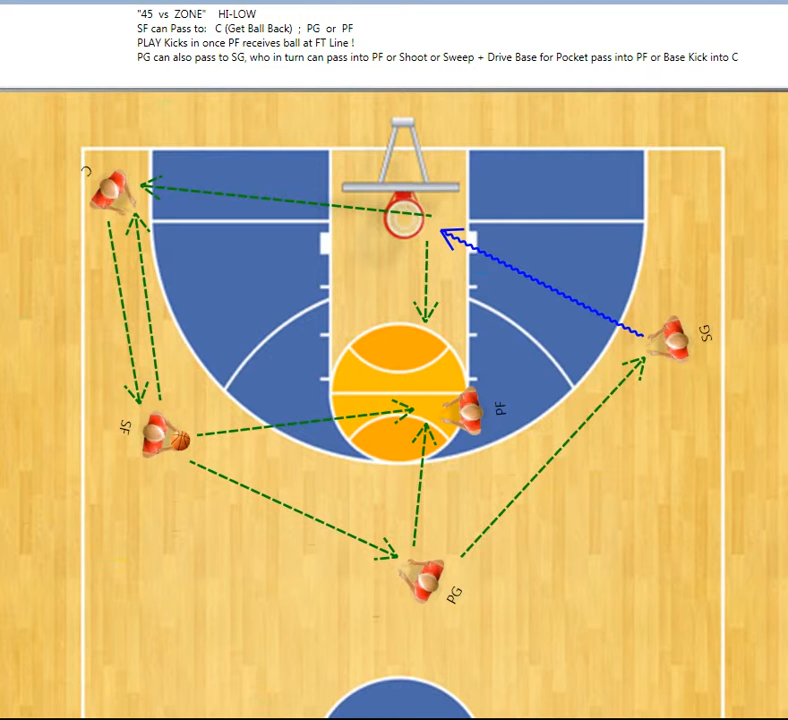 "45 vs ZONE" HI-LOW
SF can Pass to: C (Get Ball Back) ; PG or PF
PLAY Kicks in once PF receives ball at FT Line !
PG can also pass to SG, who in turn can pass into PF or Shoot or Sweep + Drive Base for Pocket pass into PF or Base Kick into C
C
SG
PF
SF
PG